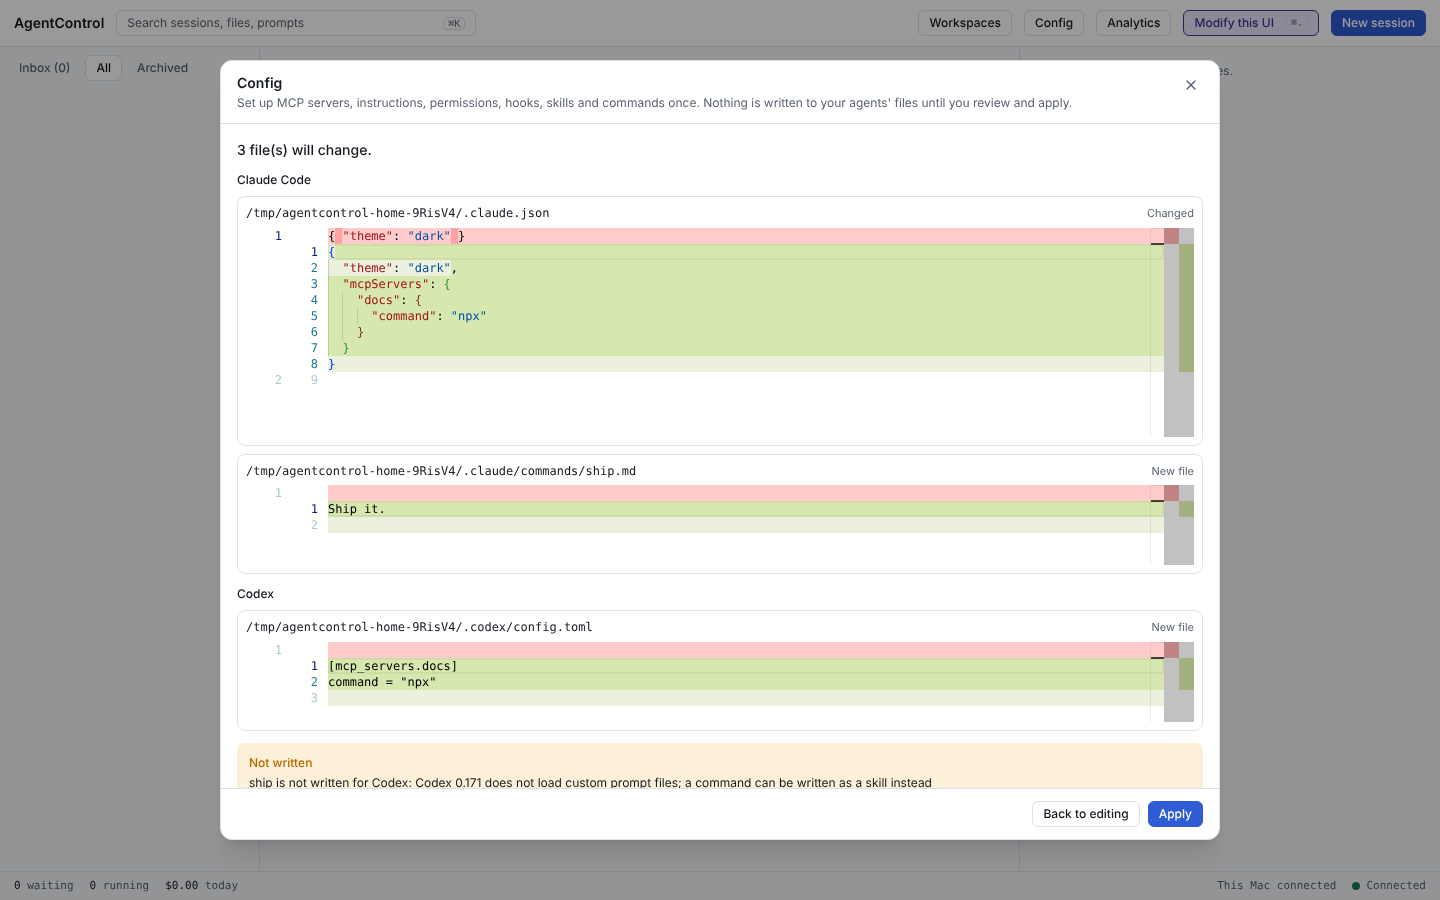 AgentControl
Search sessions, files, prompts ⌘K
Workspaces
Config
Analytics
Modify this UI ⌘.
New session
Inbox (0)
All
Archived
es.
Config
Set up MCP servers, instructions, permissions, hooks, skills and commands once. Nothing is written to your agents' files until you review and apply.
3 file(s) will change.
Claude Code
/tmp/agentcontrol-home-9RisV4/.claude.json Changed
1 { "theme": "dark" }
1 {
2 "theme": "dark",
3 "mcpServers": {
4 "docs": {
5 "command": "npx"
6 }
7 }
8 }
2 9
/tmp/agentcontrol-home-9RisV4/.claude/commands/ship.md New file
1
1 Ship it.
2
Codex
/tmp/agentcontrol-home-9RisV4/.codex/config.toml New file
1
1 [mcp_servers.docs]
2 command = "npx"
3
Not written
ship is not written for Codex: Codex 0.171 does not load custom prompt files; a command can be written as a skill instead
Back to editing
Apply
0 waiting 0 running $0.00 today
This Mac connected Connected